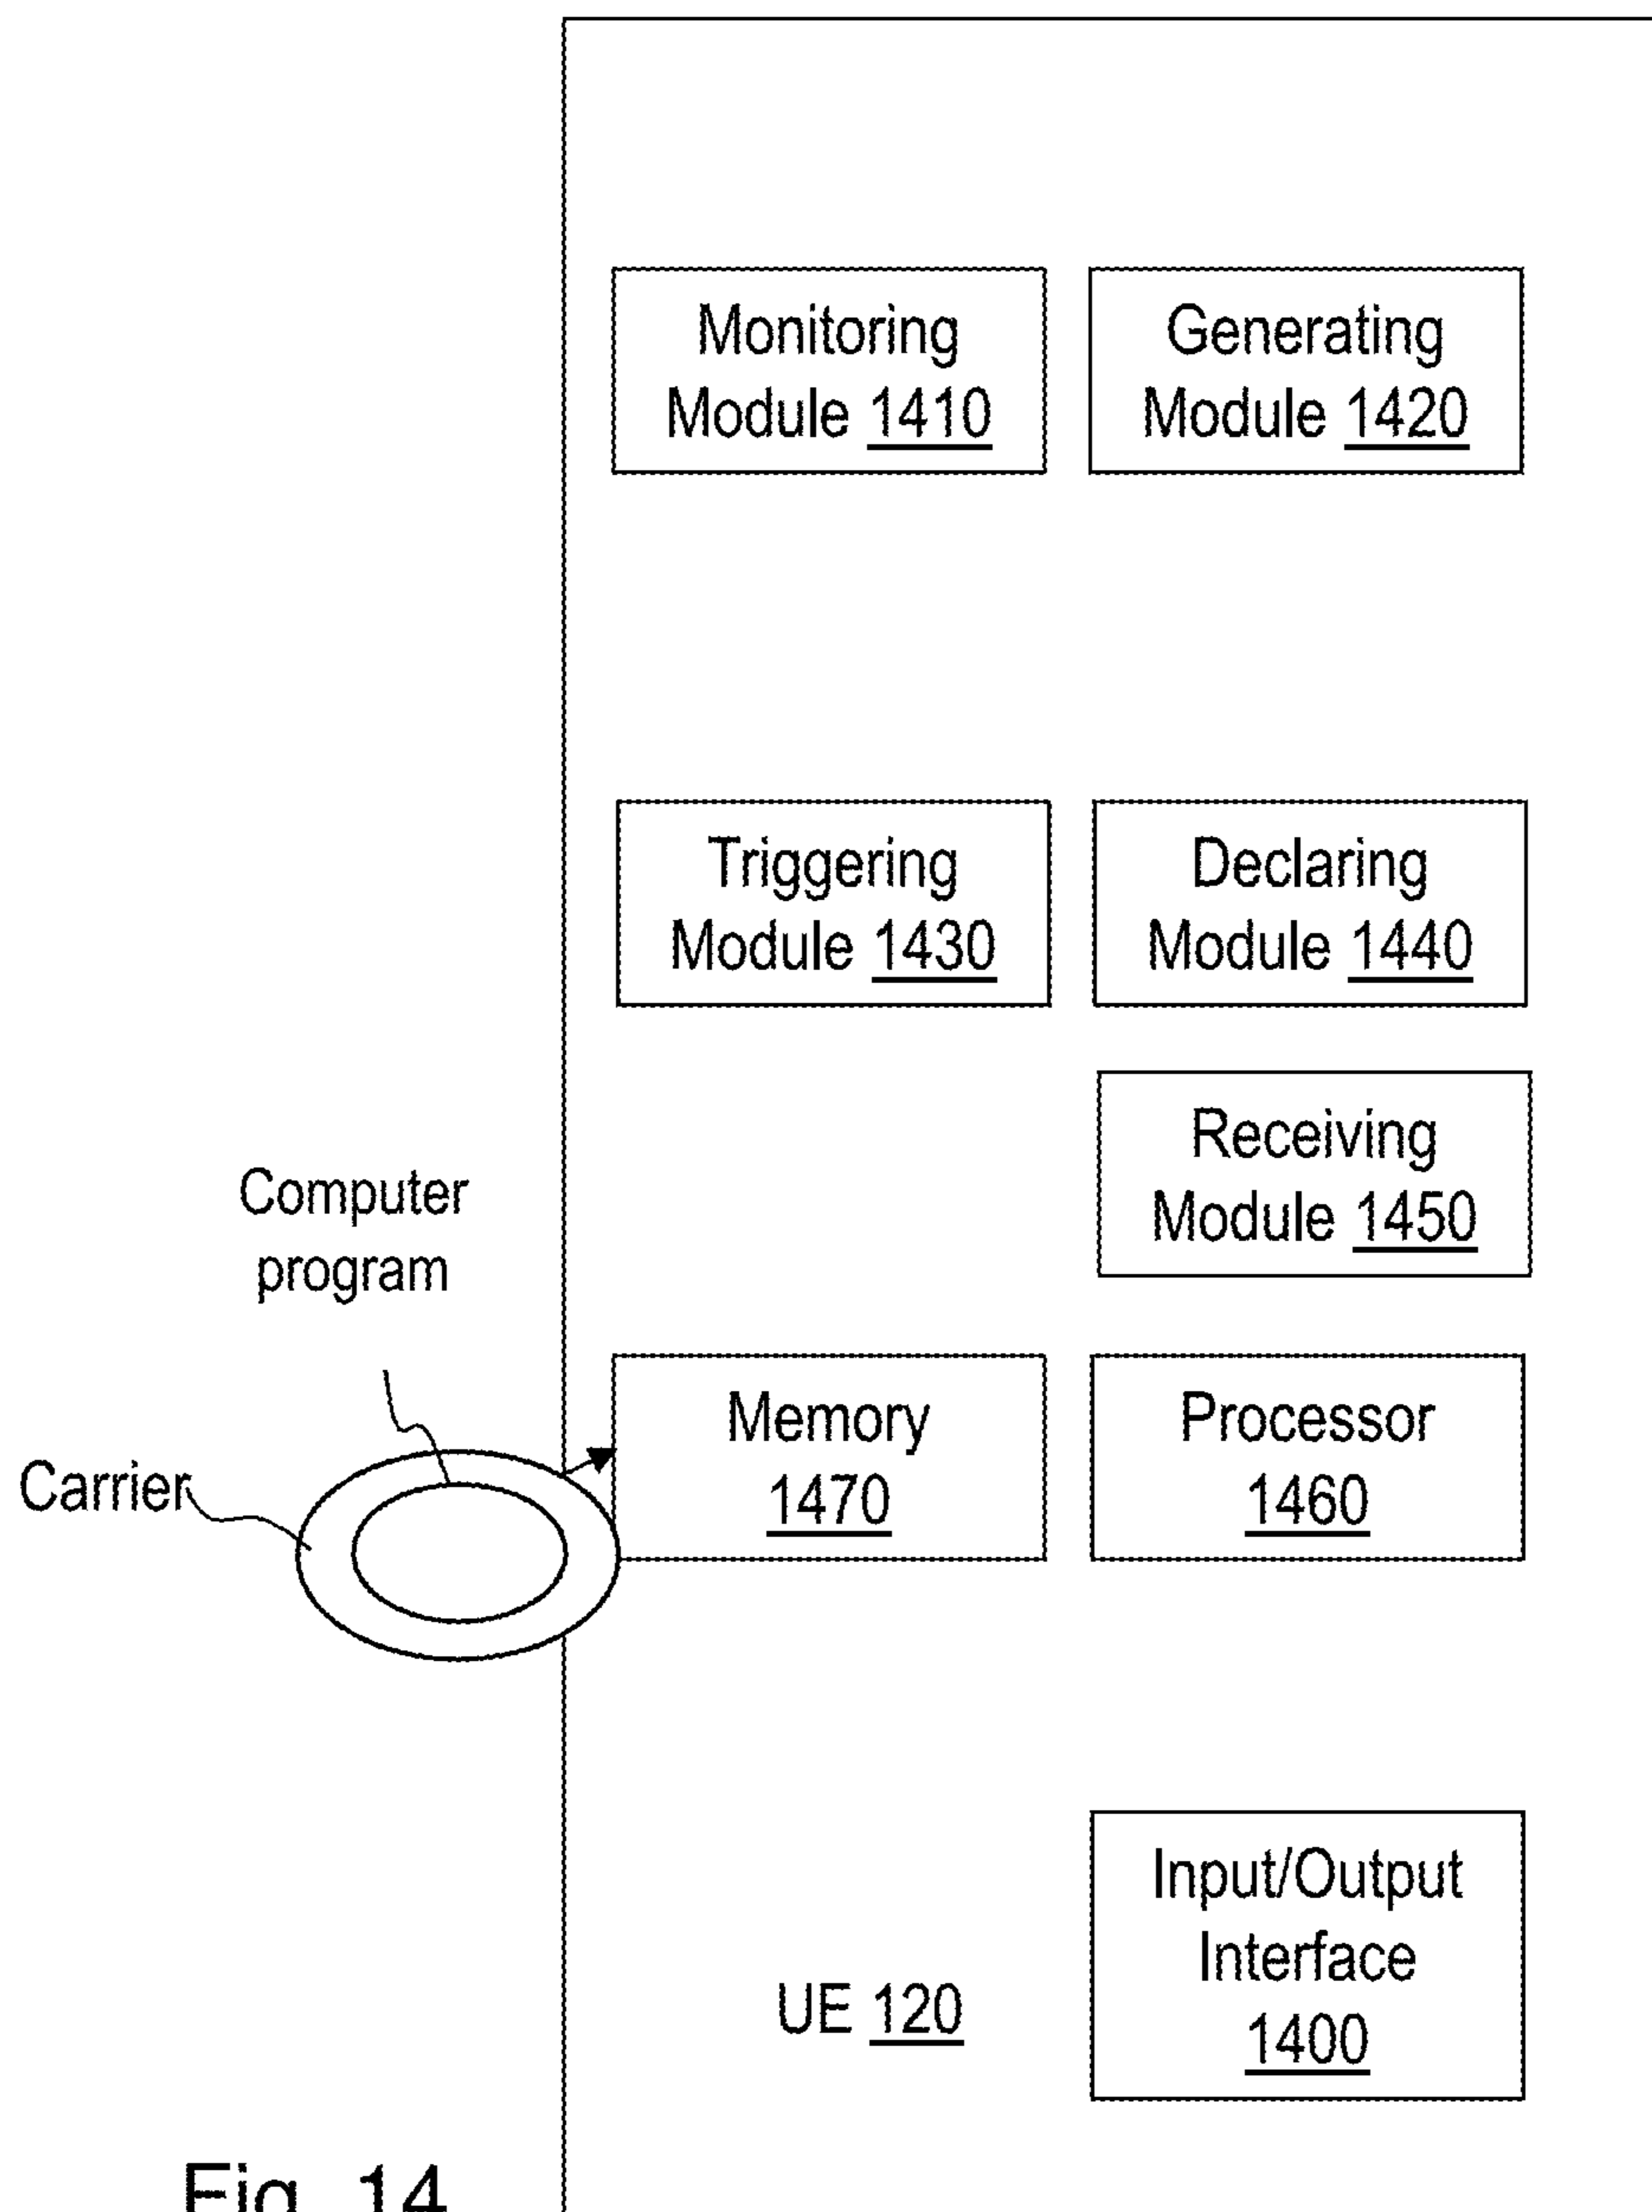 Monitoring
Module 1410
Generating
Module 1420
Triggering
Module 1430
Declaring
Module 1440
Receiving
Module 1450
Computer
program
Carrier
Memory
1470
Processor
1460
Input/Output
Interface
1400
UE 120
Fig. 14